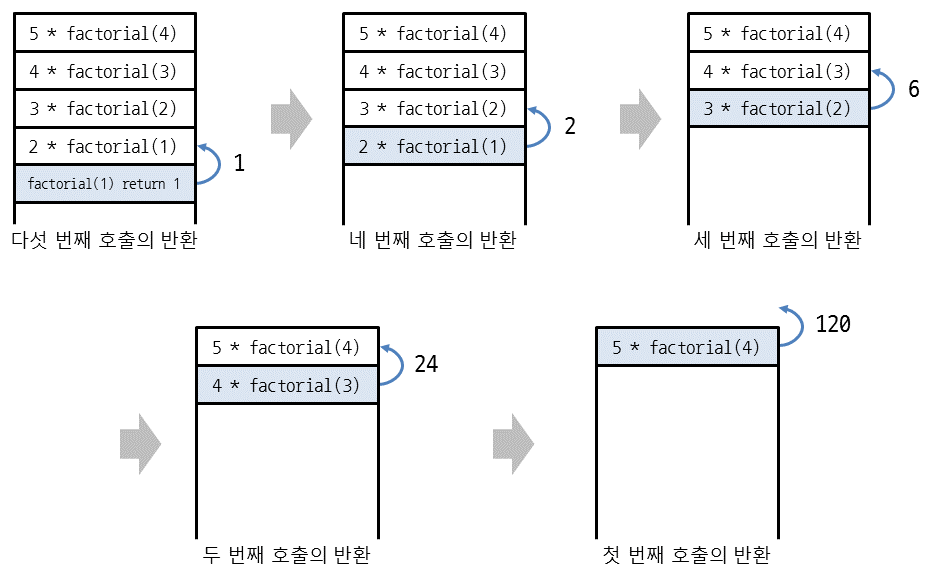 5 * factorial(4)
4 * factorial(3)
3 * factorial(2)
2 * factorial(1)
factorial(1) return 1
1
다섯 번째 호출의 반환
5 * factorial(4)
4 * factorial(3)
3 * factorial(2)
2 * factorial(1)
2
네 번째 호출의 반환
5 * factorial(4)
4 * factorial(3)
3 * factorial(2)
6
세 번째 호출의 반환
5 * factorial(4)
4 * factorial(3)
24
두 번째 호출의 반환
5 * factorial(4)
120
첫 번째 호출의 반환